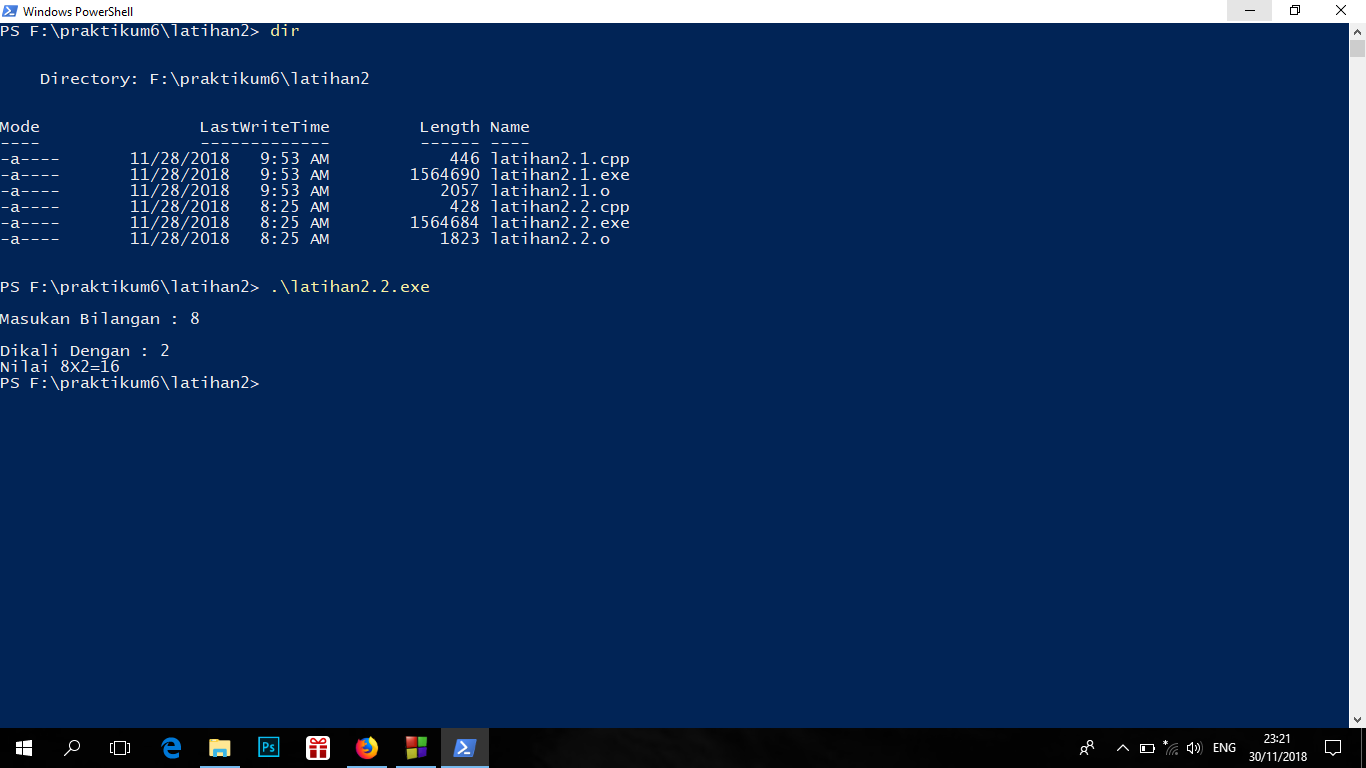 Windows PowerShell
PS F:\praktikum6\latihan2> dir
Directory: F:\praktikum6\latihan2
Mode                LastWriteTime         Length Name
----                -------------         ------ ----
-a----       11/28/2018   9:53 AM            446 latihan2.1.cpp
-a----       11/28/2018   9:53 AM        1564690 latihan2.1.exe
-a----       11/28/2018   9:53 AM           2057 latihan2.1.o
-a----       11/28/2018   8:25 AM            428 latihan2.2.cpp
-a----       11/28/2018   8:25 AM        1564684 latihan2.2.exe
-a----       11/28/2018   8:25 AM           1823 latihan2.2.o
PS F:\praktikum6\latihan2> .\latihan2.2.exe
Masukan Bilangan : 8
Dikali Dengan : 2
Nilai 8X2=16
PS F:\praktikum6\latihan2>
Ps
ENG
23:21
30/11/2018